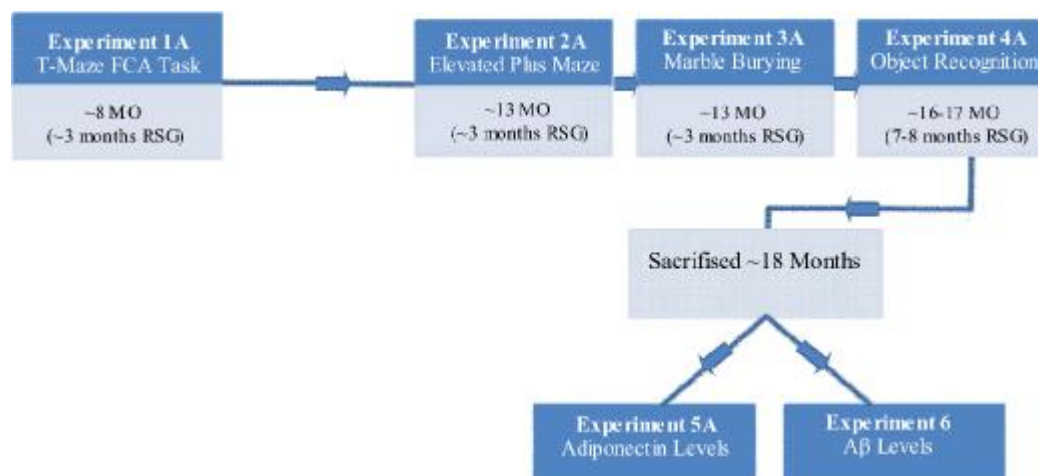 Experiment 1A
T-Maze FCA Task
~8 MO
(~3 months RSG)
Experiment 2A
Elevated Plus Maze
~13 MO
(~3 months RSG)
Experiment 3A
Marble Burying
~13 MO
(~3 months RSG)
Experiment 4A
Object Recognition
~16-17 MO
(7-8 months RSG)
Sacrifised ~18 Months
Experiment 5A
Adiponectin Levels
Experiment 6
Aβ Levels